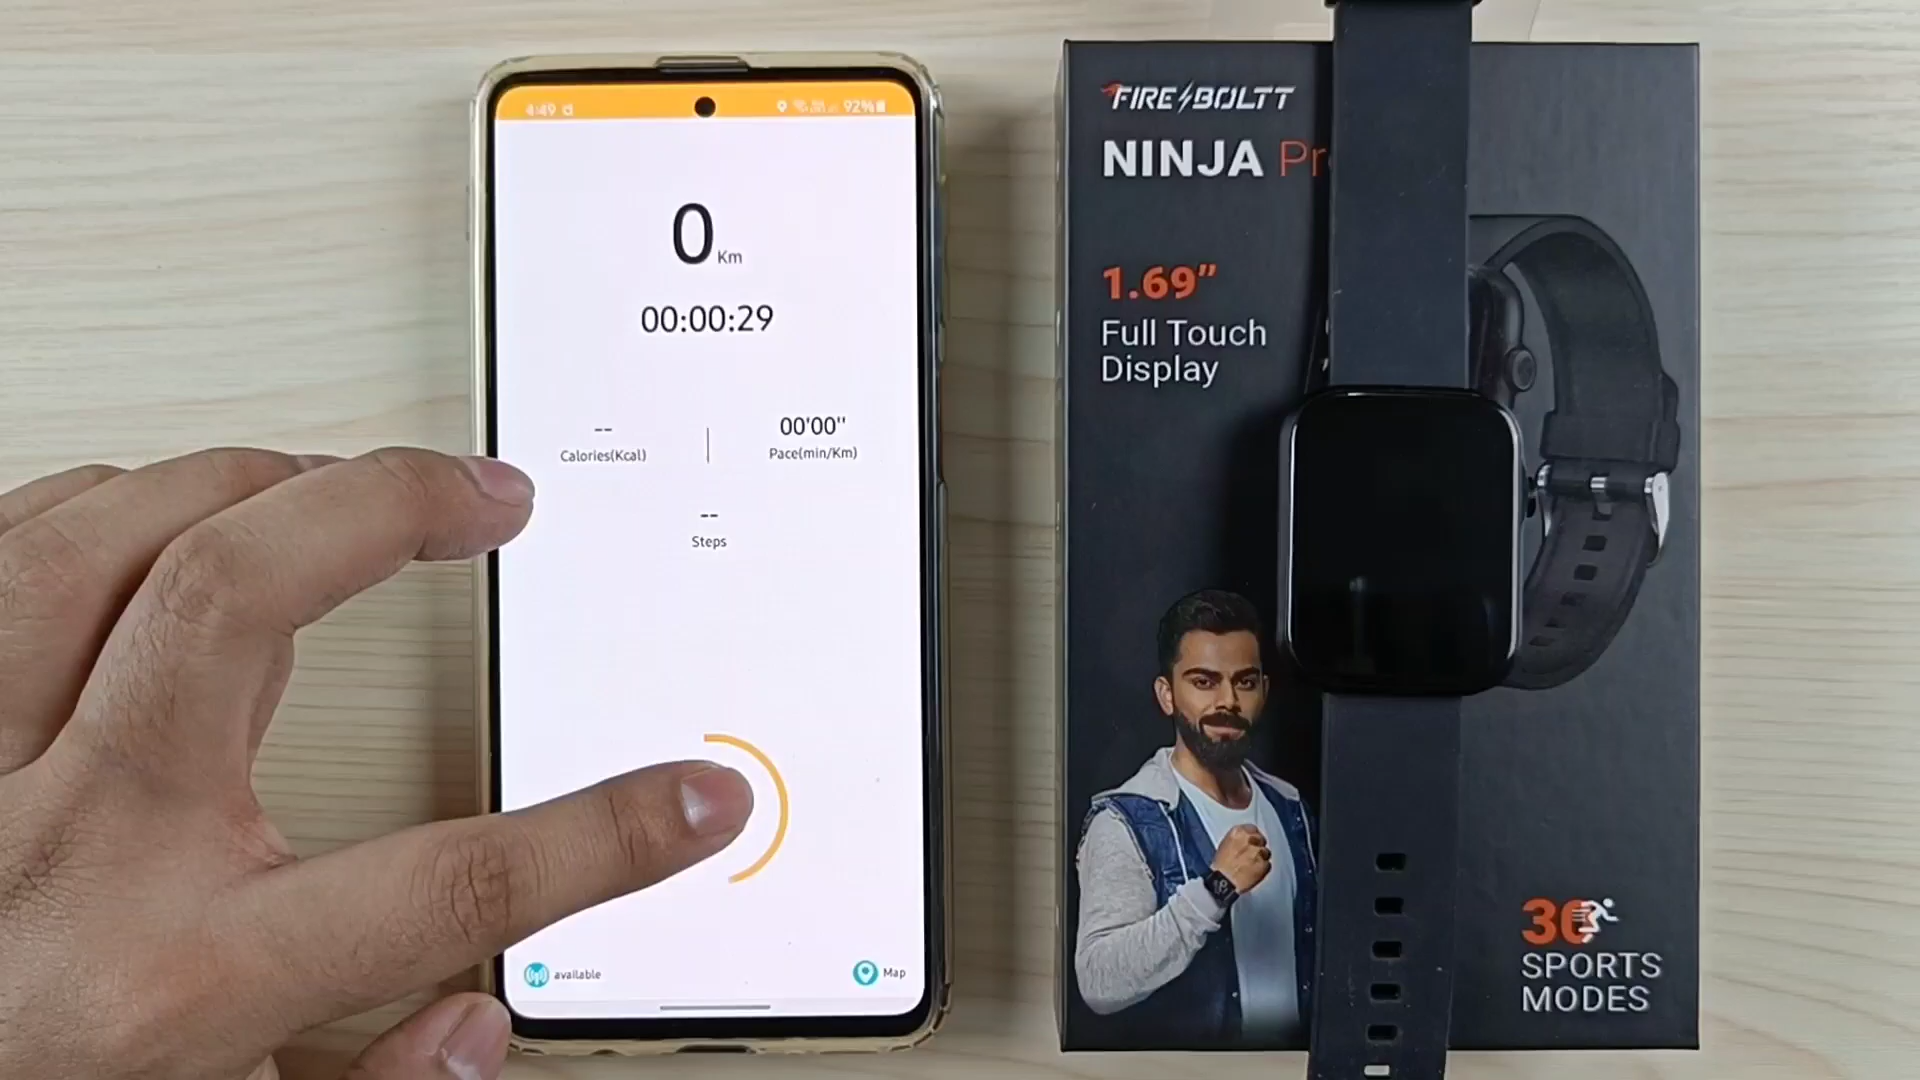 4:49
92%
0 Km
00:00:29
--
Calories(Kcal)
00'00"
Pace(min/Km)
--
Steps
available
Map
FIRE BOLTT
NINJA Pr
1.69"
Full Touch
Display
30
SPORTS
MODES